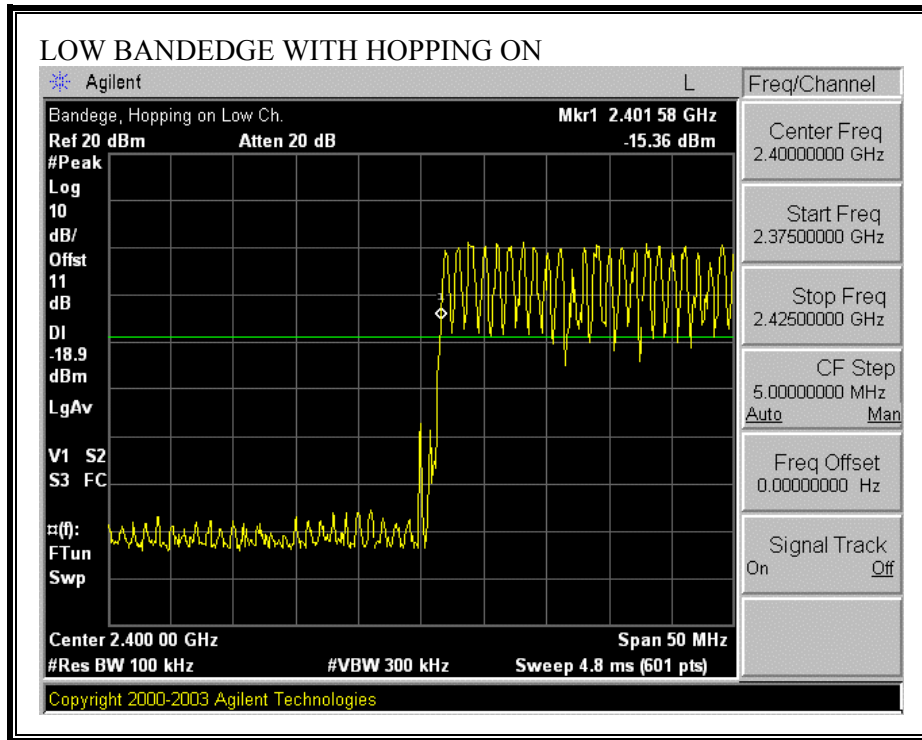 LOW BANDEDGE WITH HOPPING ON
Agilent L Freq/Channel
Bandege, Hopping on Low Ch. Mkr1 2.401 58 GHz
Ref 20 dBm Atten 20 dB -15.36 dBm
#Peak
Log
10
dB/
Offst
11
dB
DI
-18.9
dBm
LgAv
V1 S2
S3 FC
¤(f):
FTun
Swp
1
Center 2.400 00 GHz Span 50 MHz
#Res BW 100 kHz #VBW 300 kHz Sweep 4.8 ms (601 pts)
Copyright 2000-2003 Agilent Technologies
Center Freq
2.40000000 GHz
Start Freq
2.37500000 GHz
Stop Freq
2.42500000 GHz
CF Step
5.00000000 MHz
Auto Man
Freq Offset
0.00000000 Hz
Signal Track
On Off